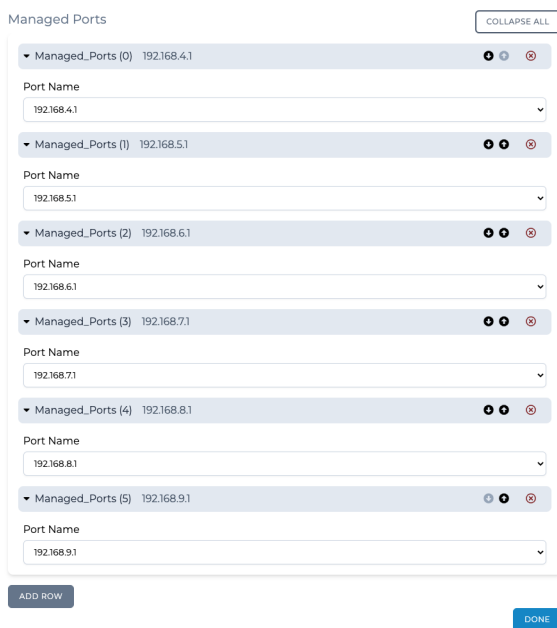 Managed Ports
COLLAPSE ALL
Managed_Ports (0) 192.168.4.1
Port Name
192.168.4.1
Managed_Ports (1) 192.168.5.1
Port Name
192.168.5.1
Managed_Ports (2) 192.168.6.1
Port Name
192.168.6.1
Managed_Ports (3) 192.168.7.1
Port Name
192.168.7.1
Managed_Ports (4) 192.168.8.1
Port Name
192.168.8.1
Managed_Ports (5) 192.168.9.1
Port Name
192.168.9.1
ADD ROW
DONE